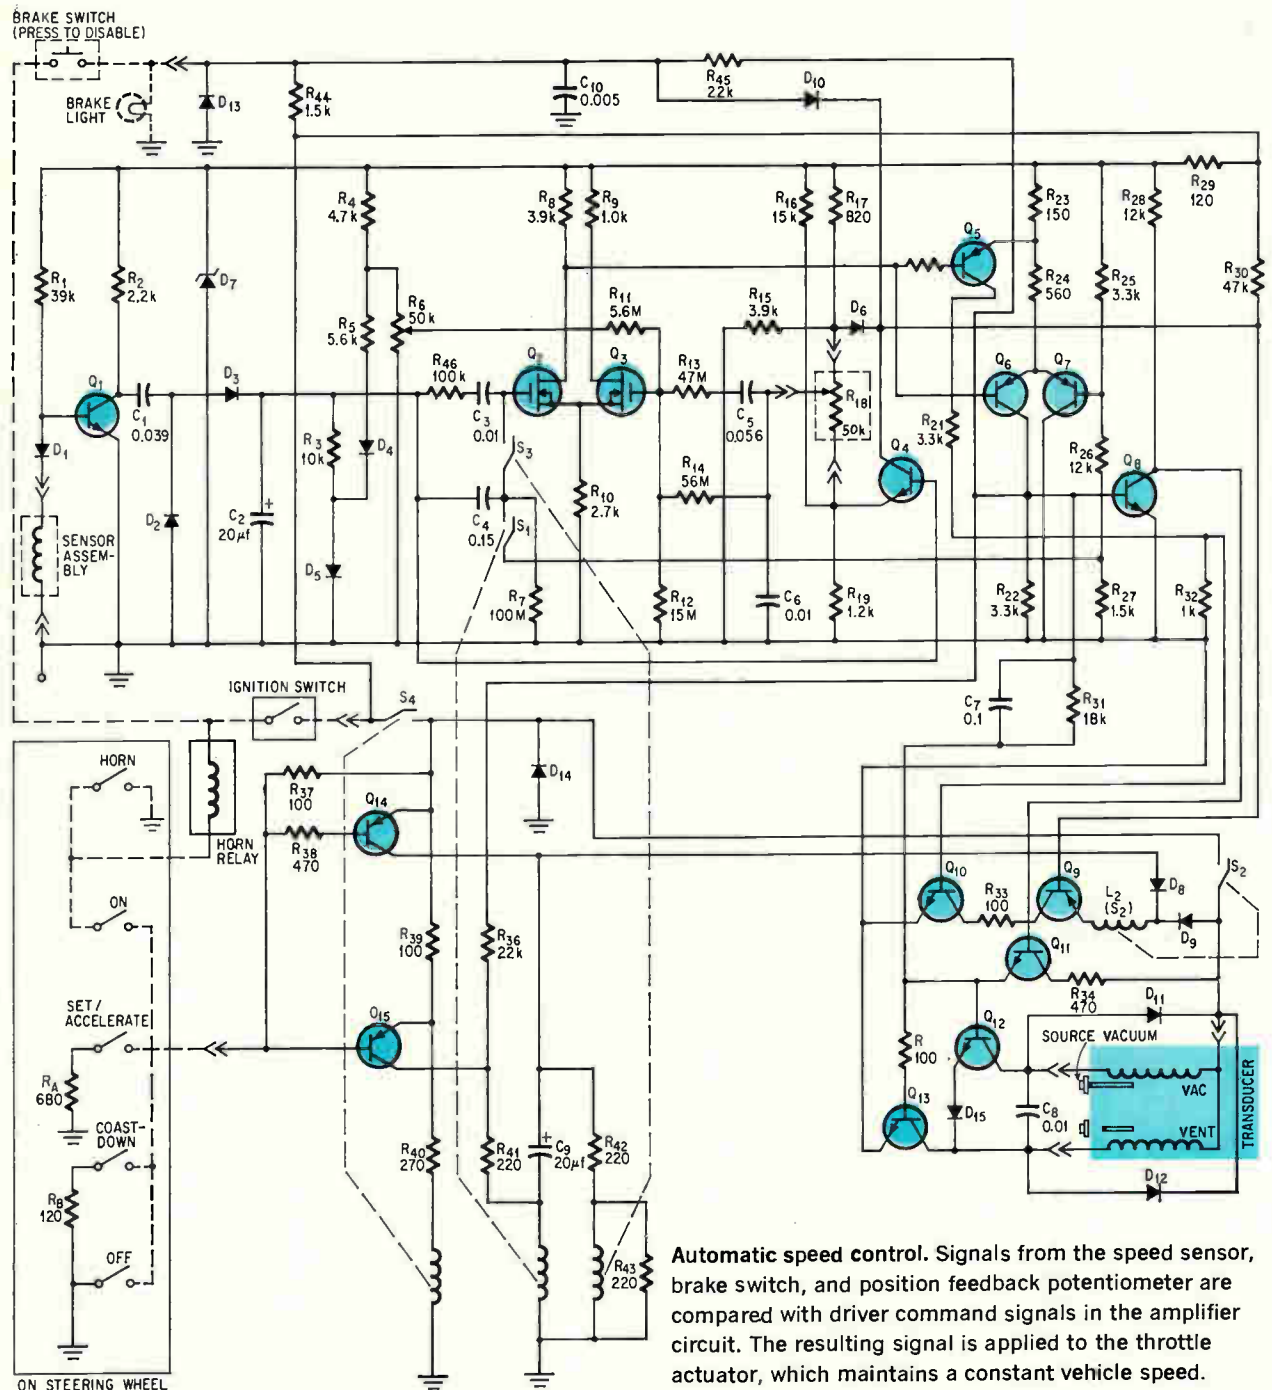 BRAKE SWITCH
(PRESS TO DISABLE)
BRAKE
LIGHT
D13
R44
1.5k
C10
0.005
R45
22k
D10
R4
4.7k
R8
3.9k
R9
1.0k
R16
15k
R17
820
Q5
R23
150
R28
12k
R29
120
R1
39k
R2
2.2k
D7
R5
5.6k
R6
50k
R11
5.6M
R15
3.9k
D6
R24
560
R25
3.3k
R30
47k
Q1
D3
R46
100k
Q2
Q3
R13
47M
Q6
Q7
C1
0.039
C3
0.01
C5
0.056
R18
50k
R21
3.3k
D1
R3
10k
D4
S3
R14
56M
Q4
R26
12k
Q8
SENSOR
ASSEM-
BLY
D2
C2
20μf
C4
0.15
S1
R10
2.7k
D5
R7
100M
R12
15M
C6
0.01
R19
1.2k
R22
3.3k
R27
1.5k
R32
1k
IGNITION SWITCH
S4
C7
0.1
R31
18k
HORN
R37
100
D14
Q14
R38
470
HORN
RELAY
S2
Q10
R33
100
Q9
L2
(S2)
D8
D9
ON
R39
100
R36
22k
Q11
R34
470
D11
SET/
ACCELERATE
Q15
Q12
SOURCE VACUUM
R
100
RA
680
VAC
TRANSDUCER
Q13
D15
C8
0.01
VENT
COAST-
DOWN
R40
270
R41
220
C9
20μf
R42
220
D12
RB
120
OFF
R43
220
ON STEERING WHEEL
Automatic speed control. Signals from the speed sensor,
brake switch, and position feedback potentiometer are
compared with driver command signals in the amplifier
circuit. The resulting signal is applied to the throttle
actuator, which maintains a constant vehicle speed.